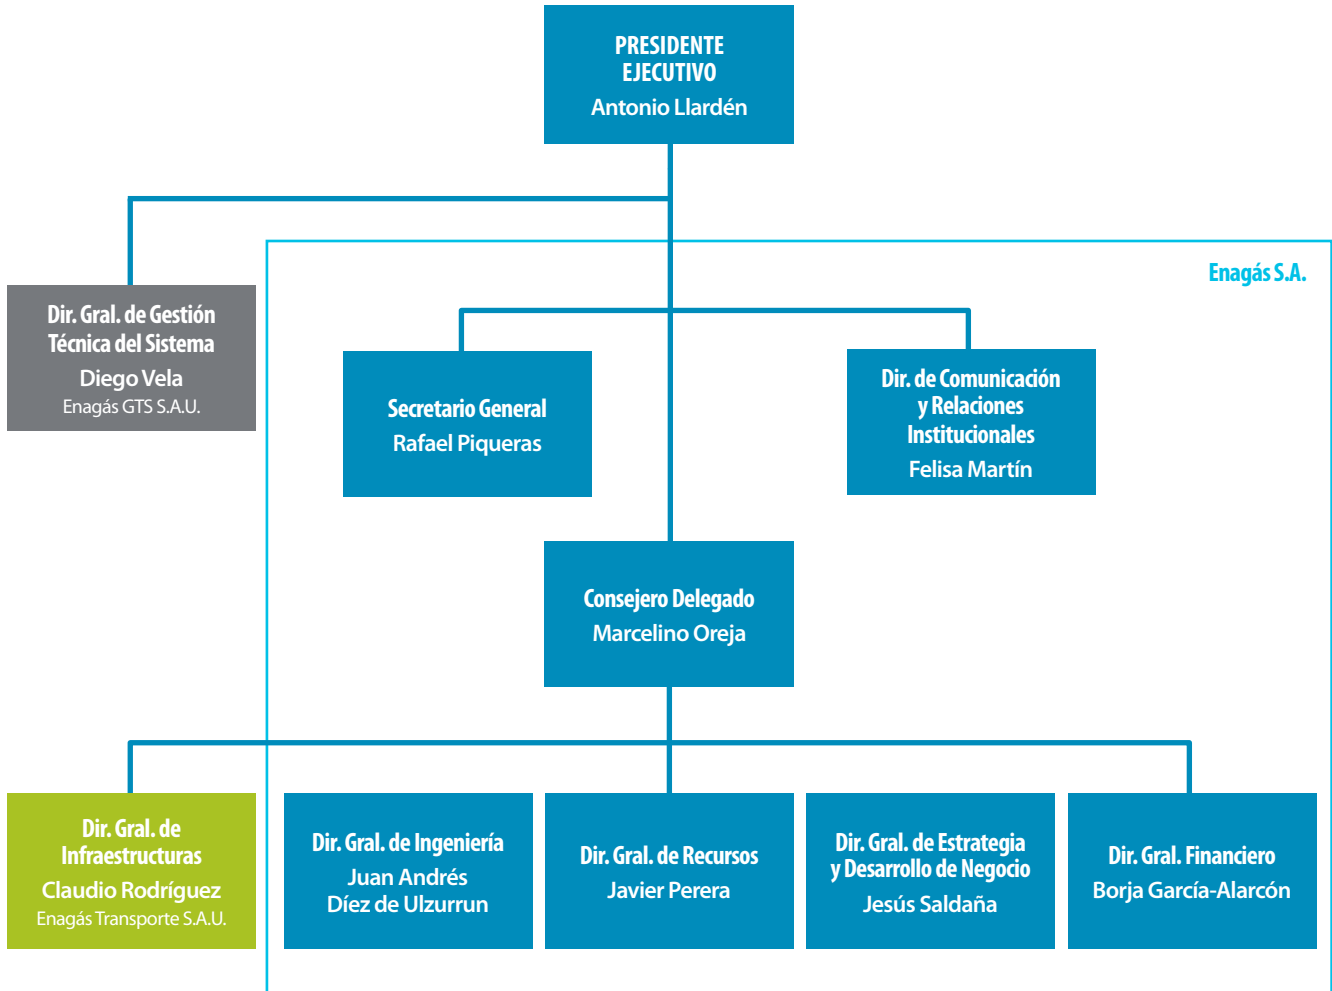 PRESIDENTE
EJECUTIVO
Antonio Llardén
Enagás S.A.
Dir. Gral. de Gestión
Técnica del Sistema
Diego Vela
Enagás GTS S.A.U.
Secretario General
Rafael Piqueras
Dir. de Comunicación
y Relaciones
Institucionales
Felisa Martín
Consejero Delegado
Marcelino Oreja
Dir. Gral. de
Infraestructuras
Claudio Rodríguez
Enagás Transporte S.A.U.
Dir. Gral. de Ingeniería
Juan Andrés
Díez de Ulzurrun
Dir. Gral. de Recursos
Javier Perera
Dir. Gral. de Estrategia
y Desarrollo de Negocio
Jesús Saldaña
Dir. Gral. Financiero
Borja García-Alarcón